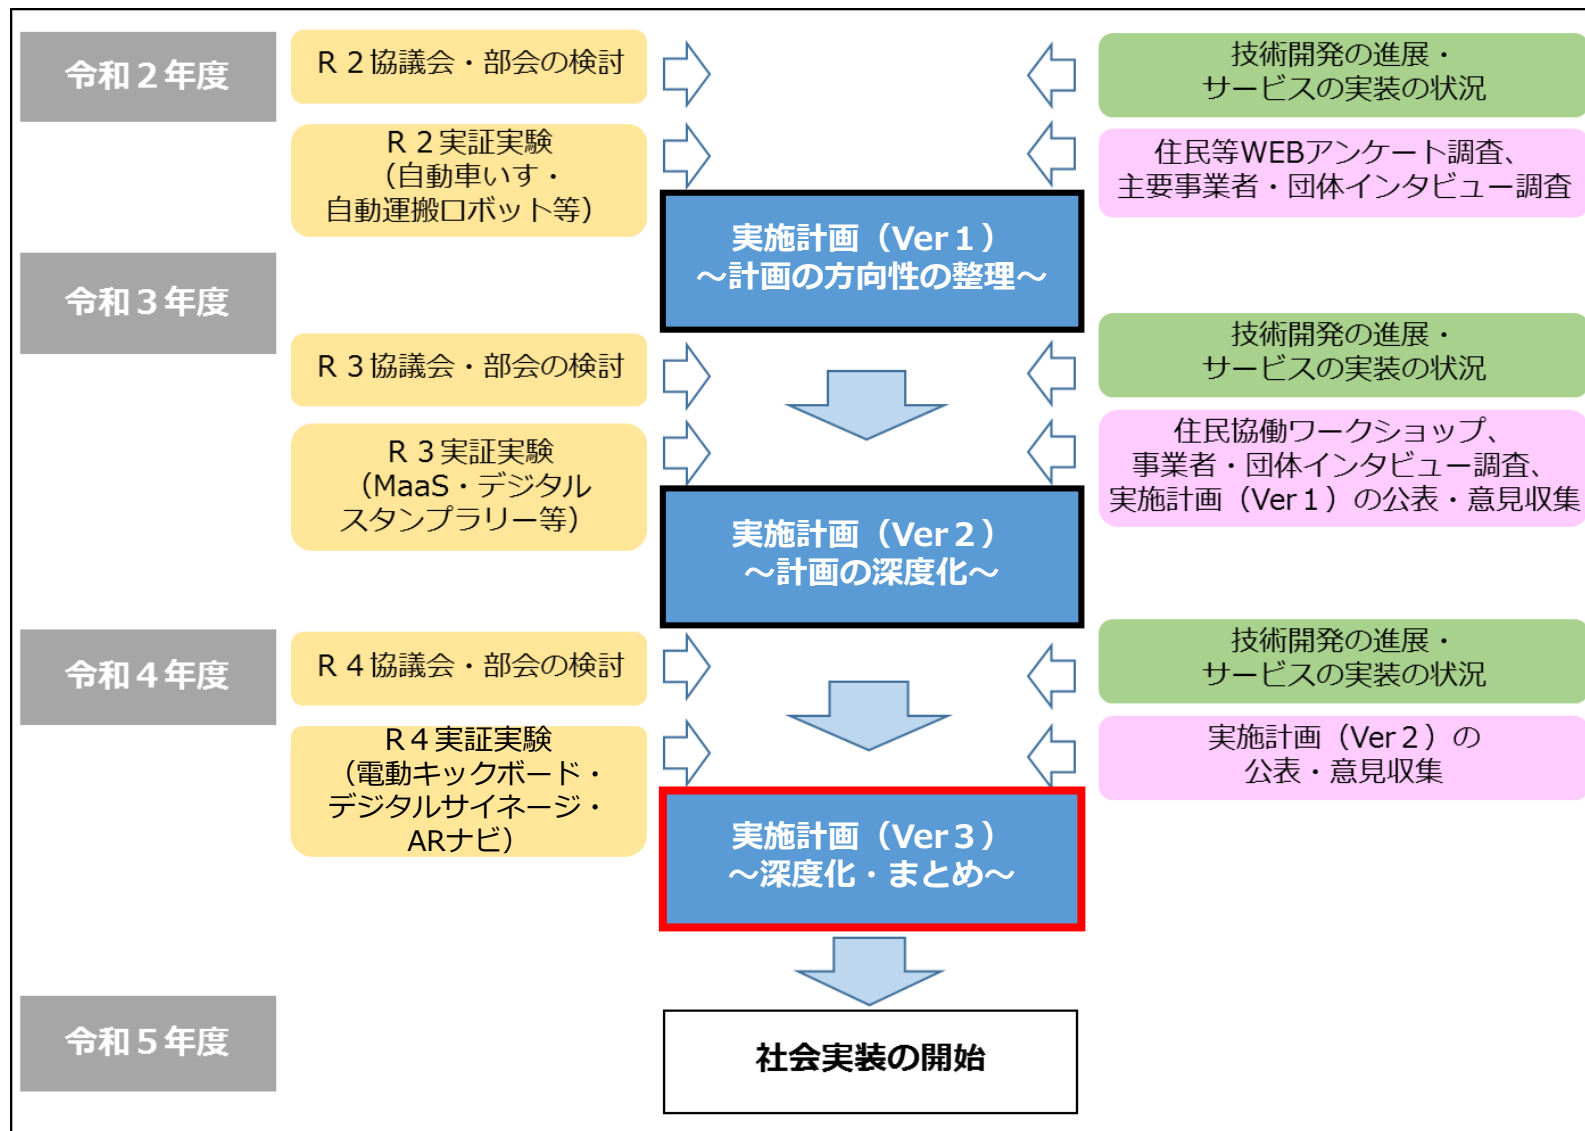 令和２年度
Ｒ２協議会・部会の検討
技術開発の進展・
サービスの実装の状況
Ｒ２実証実験
（自動車いす・
自動運搬ロボット等）
住民等WEBアンケート調査、
主要事業者・団体インタビュー調査
実施計画（Ver１）
～計画の方向性の整理～
令和３年度
Ｒ３協議会・部会の検討
技術開発の進展・
サービスの実装の状況
Ｒ３実証実験
（MaaS・デジタル
スタンプラリー等）
住民協働ワークショップ、
事業者・団体インタビュー調査、
実施計画（Ver１）の公表・意見収集
実施計画（Ver２）
～計画の深度化～
令和４年度
Ｒ４協議会・部会の検討
技術開発の進展・
サービスの実装の状況
Ｒ４実証実験
（電動キックボード・
デジタルサイネージ・
ARナビ）
実施計画（Ver２）の
公表・意見収集
実施計画（Ver３）
～深度化・まとめ～
令和５年度
社会実装の開始